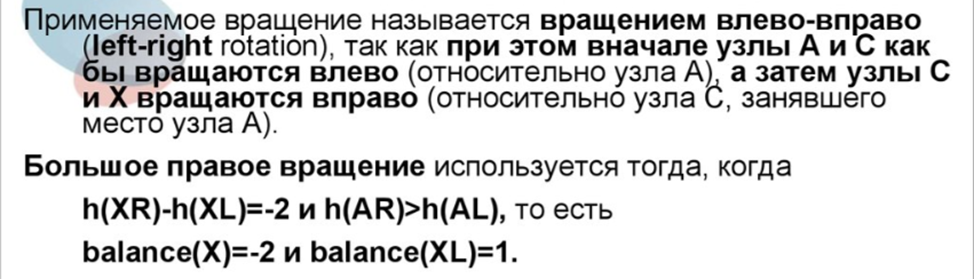 Применяемое вращение называется вращением влево-вправо
(left-right rotation), так как при этом вначале узлы А и С как
бы вращаются влево (относительно узла А), а затем узлы С
и Х вращаются вправо (относительно узла С, занявшего
место узла А).
Большое правое вращение используется тогда, когда
h(XR)-h(XL)=-2 и h(AR)>h(AL), то есть
balance(X)=-2 и balance(XL)=1.